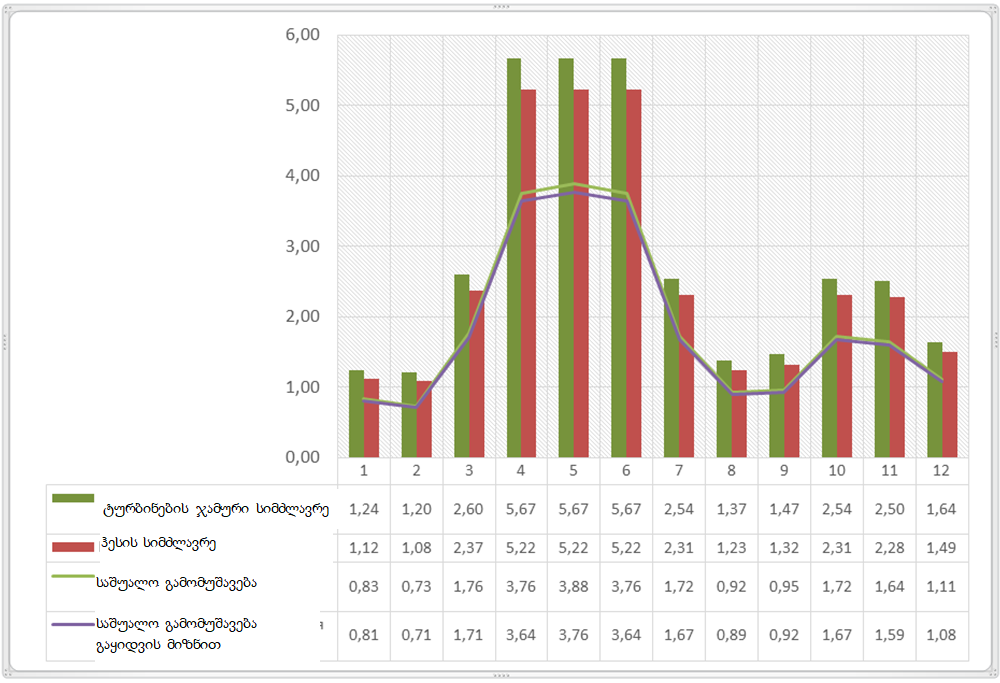 6,00
5,00
4,00
3,00
2,00
1,00
0,00
1 2 3 4 5 6 7 8 9 10 11 12
ტურბინების ჯამური სიმძლავრე 1,24 1,20 2,60 5,67 5,67 5,67 2,54 1,37 1,47 2,54 2,50 1,64
ჰესის სიმძლავრე 1,12 1,08 2,37 5,22 5,22 5,22 2,31 1,23 1,32 2,31 2,28 1,49
საშუალო გამომუშავება 0,83 0,73 1,76 3,76 3,88 3,76 1,72 0,92 0,95 1,72 1,64 1,11
საშუალო გამომუშავება
გაყიდვის მიზნით 0,81 0,71 1,71 3,64 3,76 3,64 1,67 0,89 0,92 1,67 1,59 1,08